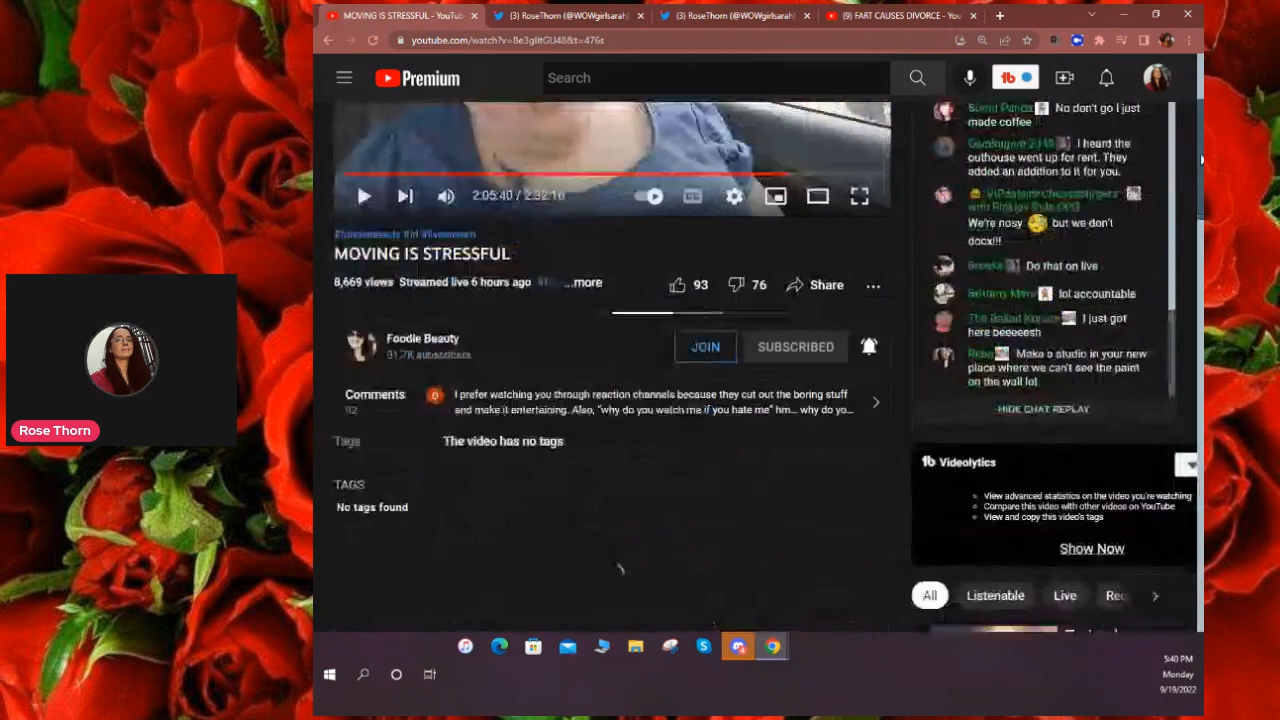 MOVING IS STRESSFUL - YouTub
(3) RoseThorn (@WOWgirlsarah)
(3) RoseThorn (@WOWgirlsarah)
(9) FART CAUSES DIVORCE - You
youtube.com/watch?v=8e3glitGU48&t=476s
Premium
Search
No don't go I just
made coffee
I heard the
outhouse went up for rent. They
added an addition to it for you.
We're nosy but we don't
dox!!!
Do that on live
Brittany Mora lol accountable
I just got
here beeeeesh
Make a studio in your new
place where we can't see the paint
on the wall lol
HIDE CHAT REPLAY
2:05:40 / 2:32:16
MOVING IS STRESSFUL
8,669 views Streamed live 6 hours ago ...more
93
76
Share
Foodie Beauty
31.7K subscribers
JOIN
SUBSCRIBED
Comments
I prefer watching you through reaction channels because they cut out the boring stuff
and make it entertaining. Also, "why do you watch me if you hate me" hm... why do yo...
Tags The video has no tags
TAGS
No tags found
Videolytics
View advanced statistics on the video you're watching
Compare this video with other videos on YouTube
View and copy this video's tags
Show Now
All
Listenable
Live
Rec
Rose Thorn
5:40 PM
Monday
9/19/2022